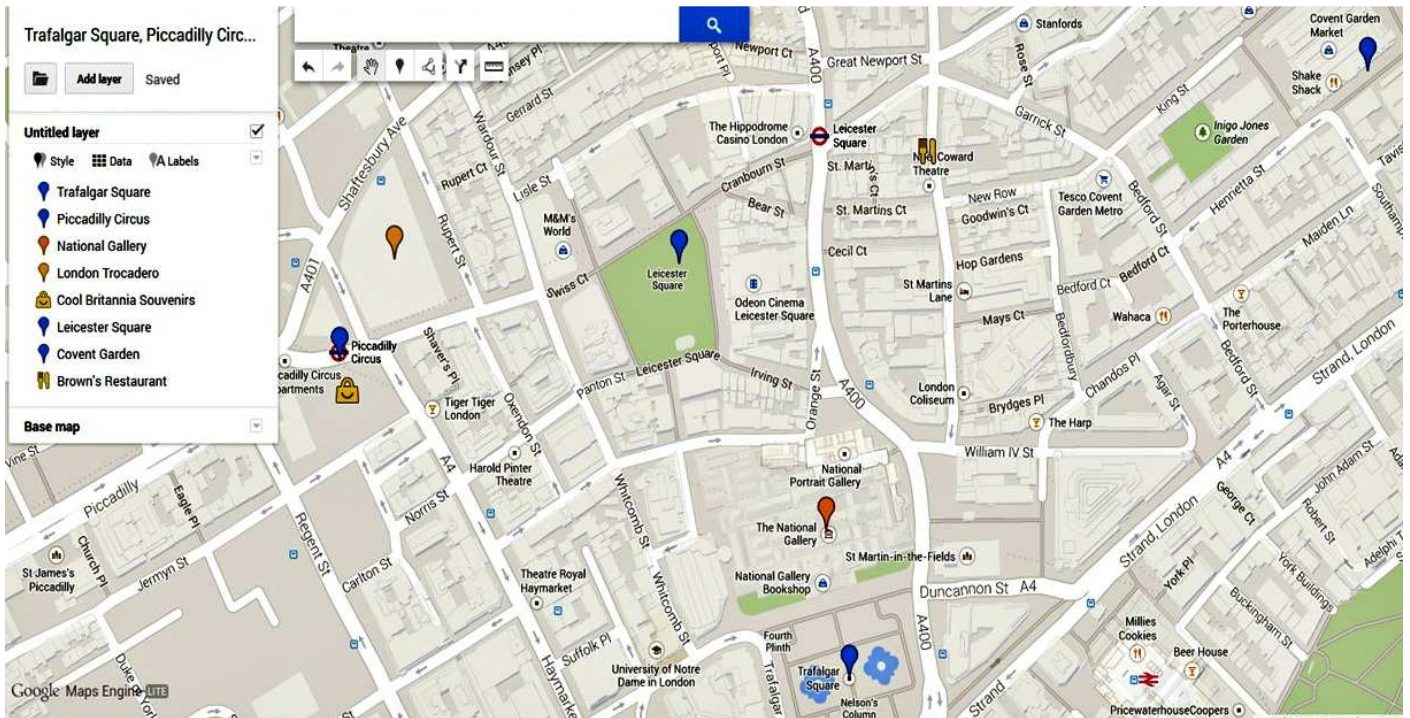 Trafalgar Square, Piccadilly Circ...
Add layer
Saved
Untitled layer
Style
Data
A Labels
Trafalgar Square
Piccadilly Circus
National Gallery
London Trocadero
Cool Britannia Souvenirs
Leicester Square
Covent Garden
Brown's Restaurant
Base map
Theatre
Gerrard St
Newport Ct
A400
Great Newport St
Stanfords
Rose St
Covent Garden
Market
Shake
Shack
King St
Garrick St
Inigo Jones
Garden
Shaftesbury Ave
Wardour St
Rupert Ct
Lisle St
Rupert St
The Hippodrome
Casino London
Leicester
Square
Cranbourn St
Bear St
St. Martins Ct
Theatre
New Row
Goodwin's Ct
Tesco Covent
Garden Metro
Bedford St
Henrietta St
Maiden Ln
M&M's
World
Swiss Ct
Leicester
Square
Odeon Cinema
Leicester Square
Cecil Ct
Hop Gardens
St Martins
Lane
Bedford Ct
Bedford Ct
Mays Ct
Wahaca
The
Porterhouse
A401
Piccadilly
Circus
Shaver's Pl
Tiger Tiger
London
Oxendon St
Panton St
Leicester Square
Irving St
Orange St
A400
London
Coliseum
Brydges Pl
Bedfordbury
Chandos Pl
Agar St
Bedford St
Strand, London
The Harp
William IV St
A4
Harold Pinter
Theatre
Whitcomb St
National
Portrait Gallery
The National
Gallery
St Martin-in-the-Fields
National Gallery
Bookshop
Duncannon St
A4
Strand, London
John Adam St
George Ct
Robert St
York Pl
York Buildings
Buckingham St
Vine St
Piccadilly
Eagle Pl
Church Pl
St James's
Piccadilly
Jermyn St
Regent St
Norris St
A4
Carlton St
Theatre Royal
Haymarket
Whitcomb St
Suffolk Pl
Haymarket
University of Notre
Dame in London
Fourth
Plinth
Trafalgar
Trafalgar
Square
Nelson's
Column
A400
Strand
Millies
Cookies
Beer House
PricewaterhouseCoopers
Google Maps Engine LITE